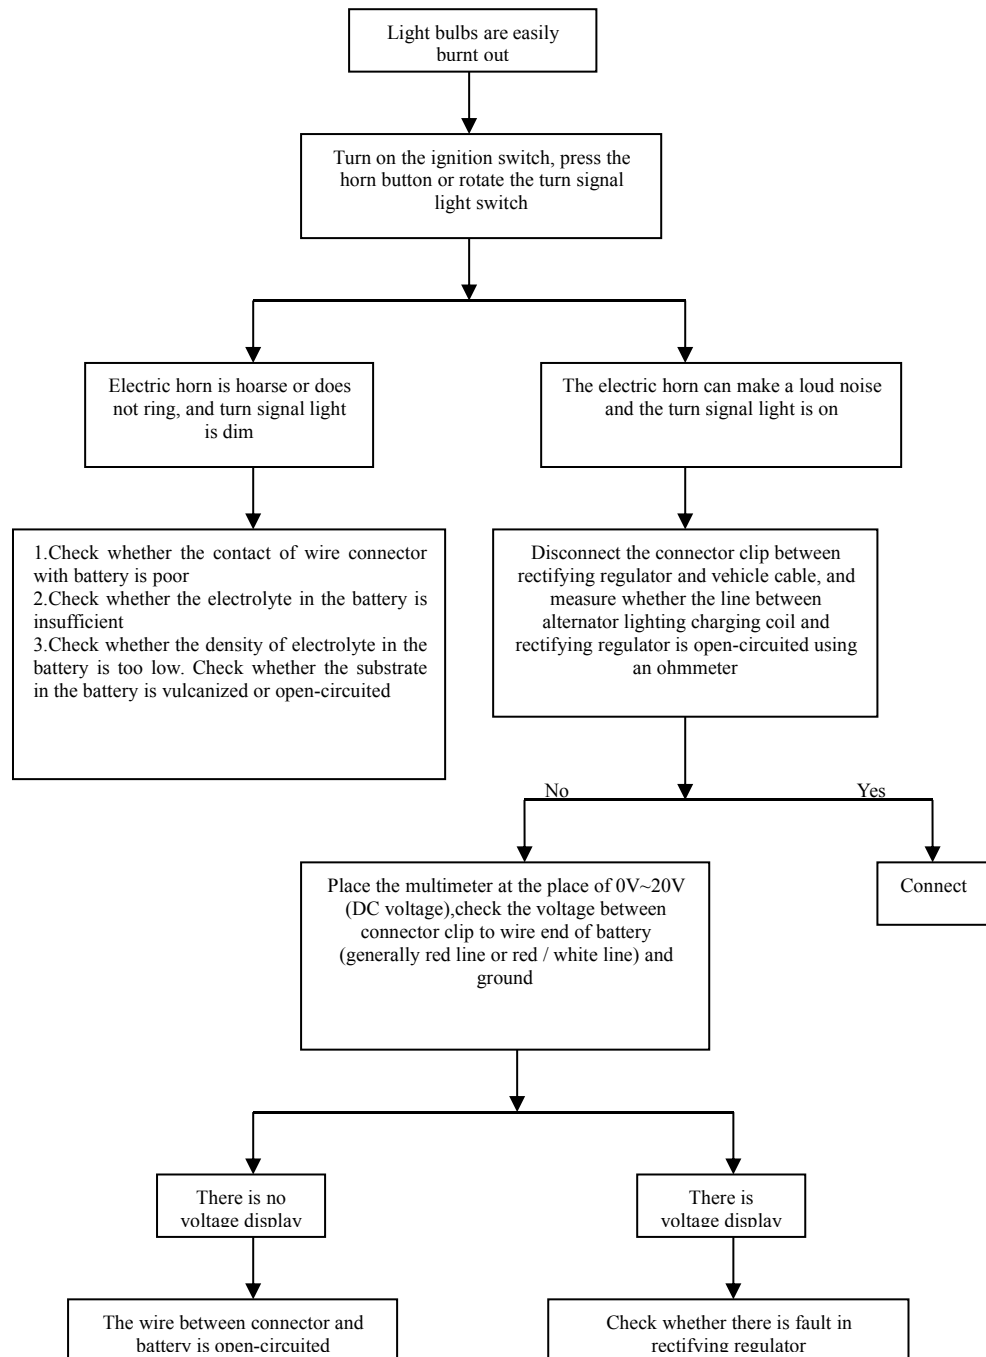 Light bulbs are easily
burnt out
Turn on the ignition switch, press the
horn button or rotate the turn signal
light switch
Electric horn is hoarse or does
not ring, and turn signal light
is dim
The electric horn can make a loud noise
and the turn signal light is on
1.Check whether the contact of wire connector
with battery is poor
2.Check whether the electrolyte in the battery is
insufficient
3.Check whether the density of electrolyte in the
battery is too low. Check whether the substrate
in the battery is vulcanized or open-circuited
Disconnect the connector clip between
rectifying regulator and vehicle cable, and
measure whether the line between
alternator lighting charging coil and
rectifying regulator is open-circuited using
an ohmmeter
No
Yes
Place the multimeter at the place of 0V~20V
(DC voltage),check the voltage between
connector clip to wire end of battery
(generally red line or red / white line) and
ground
Connect
There is no
voltage display
There is
voltage display
The wire between connector and
battery is open-circuited
Check whether there is fault in
rectifying regulator